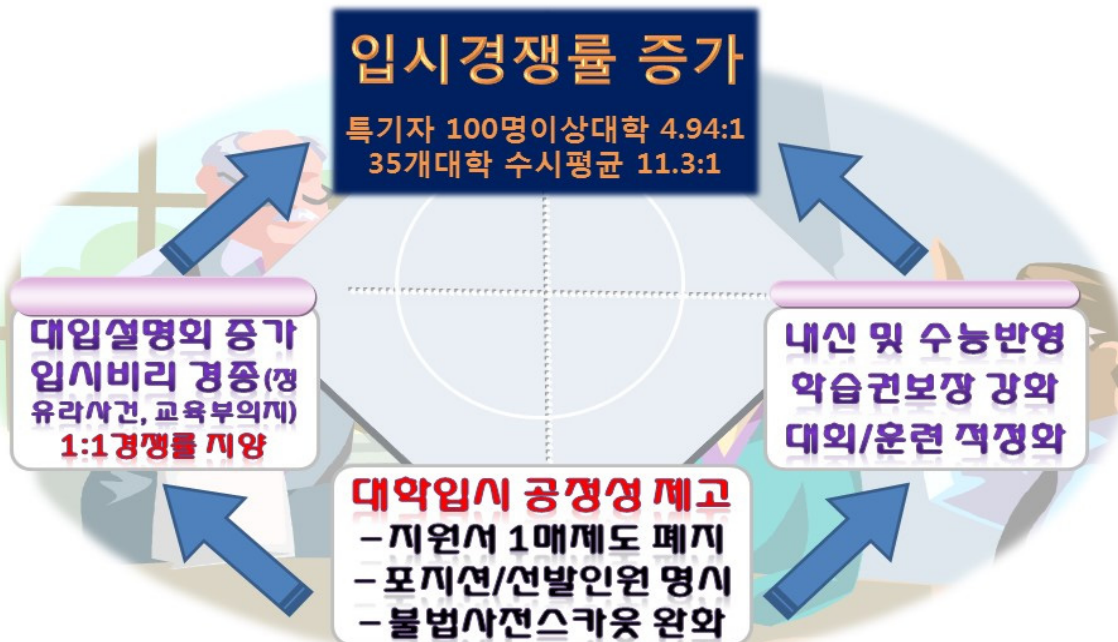 입시경쟁률 증가
특기자 100명이상대학 4.94:1
35개대학 수시평균 11.3:1
대입설명회 증가
입시비리 경종(정
유라사건, 교육부의지)
1:1경쟁률 지양
내신 및 수능반영
학습권보장 강화
대회/훈련 적정화
대학입시 공정성 제고
–지원서 1매제도 폐지
–포지션/선발인원 명시
–불법사전스카웃 완화